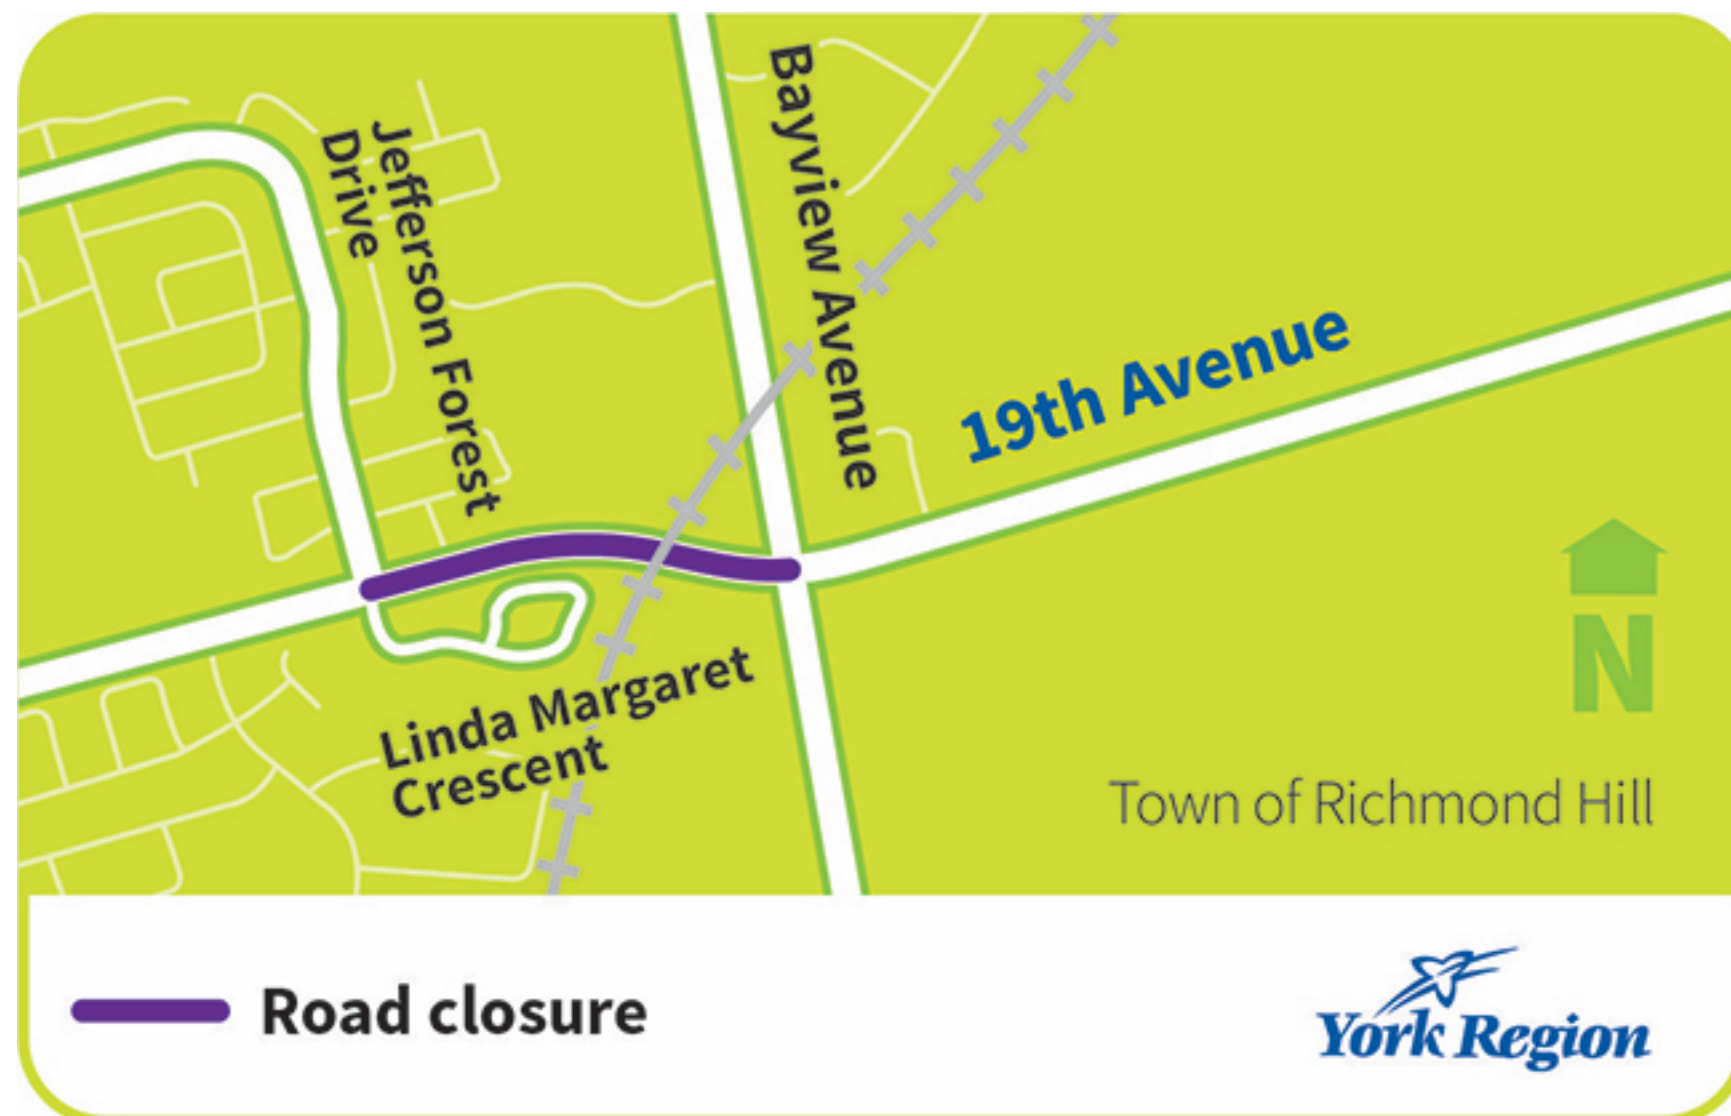 Bayview Avenue
Jefferson Forest
Drive
19th Avenue
Linda Margaret
Crescent
N
Town of Richmond Hill
Road closure
York Region